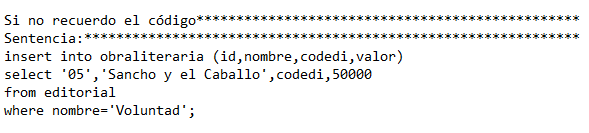 Si no recuerdo el código************************************************
Sentencia:**************************************************************
insert into obraliteraria (id,nombre,codedi,valor)
select '05','Sancho y el Caballo',codedi,50000
from editorial
where nombre='Voluntad';